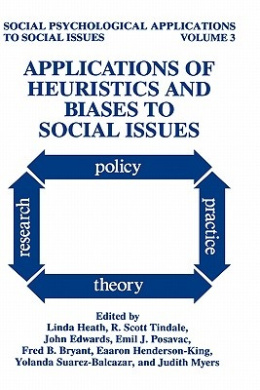 SOCIAL PSYCHOLOGICAL APPLICATIONS
TO SOCIAL ISSUES VOLUME 3
APPLICATIONS OF
HEURISTICS AND
BIASES TO
SOCIAL ISSUES
policy
research
practice
theory
Edited by
Linda Heath, R. Scott Tindale,
John Edwards, Emil J. Posavac,
Fred B. Bryant, Eaaron Henderson-King,
Yolanda Suarez-Balcazar, and Judith Myers